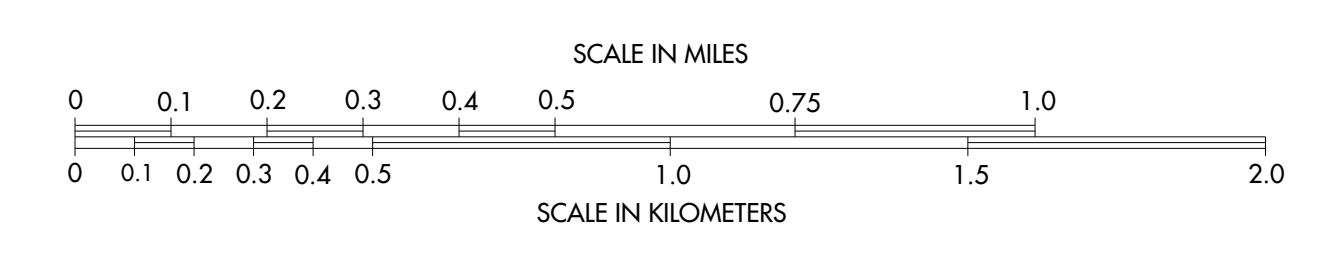 SCALE IN MILES
0 0.1 0.2 0.3 0.4 0.5 0.75 1.0
0 0.1 0.2 0.3 0.4 0.5 1.0 1.5 2.0
SCALE IN KILOMETERS